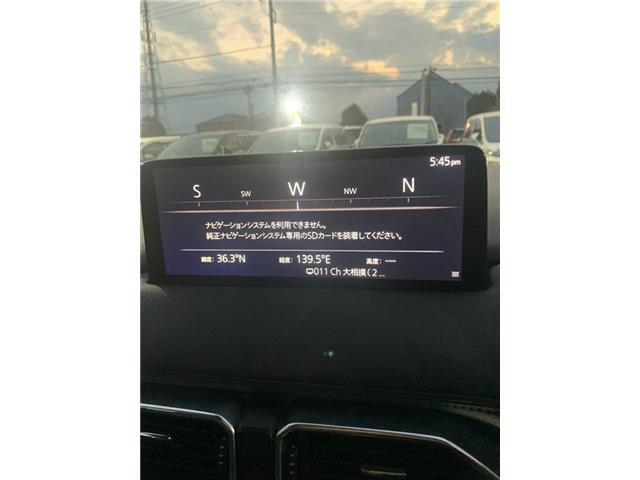 5:45pm
S SW W NW N
ナビゲーションシステムを利用できません。
純正ナビゲーションシステム専用のSDカードを装着してください。
緯度: 36.3°N 経度: 139.5°E 高度: ---
011 Ch 大相撲(2 ...